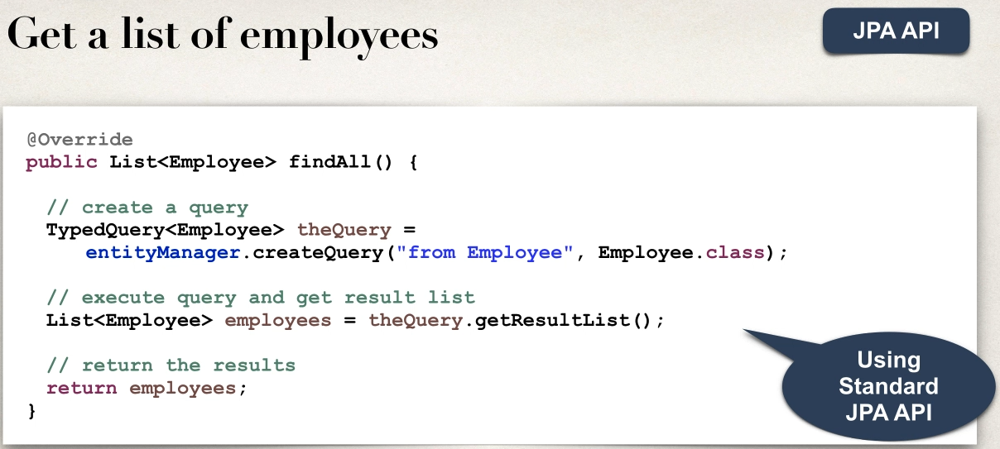 Get a list of employees
JPA API
@Override
public List<Employee> findAll() {
// create a query
TypedQuery<Employee> theQuery =
entityManager.createQuery("from Employee", Employee.class);
// execute query and get result list
List<Employee> employees = theQuery.getResultList();
// return the results
return employees;
}
Using
Standard
JPA API